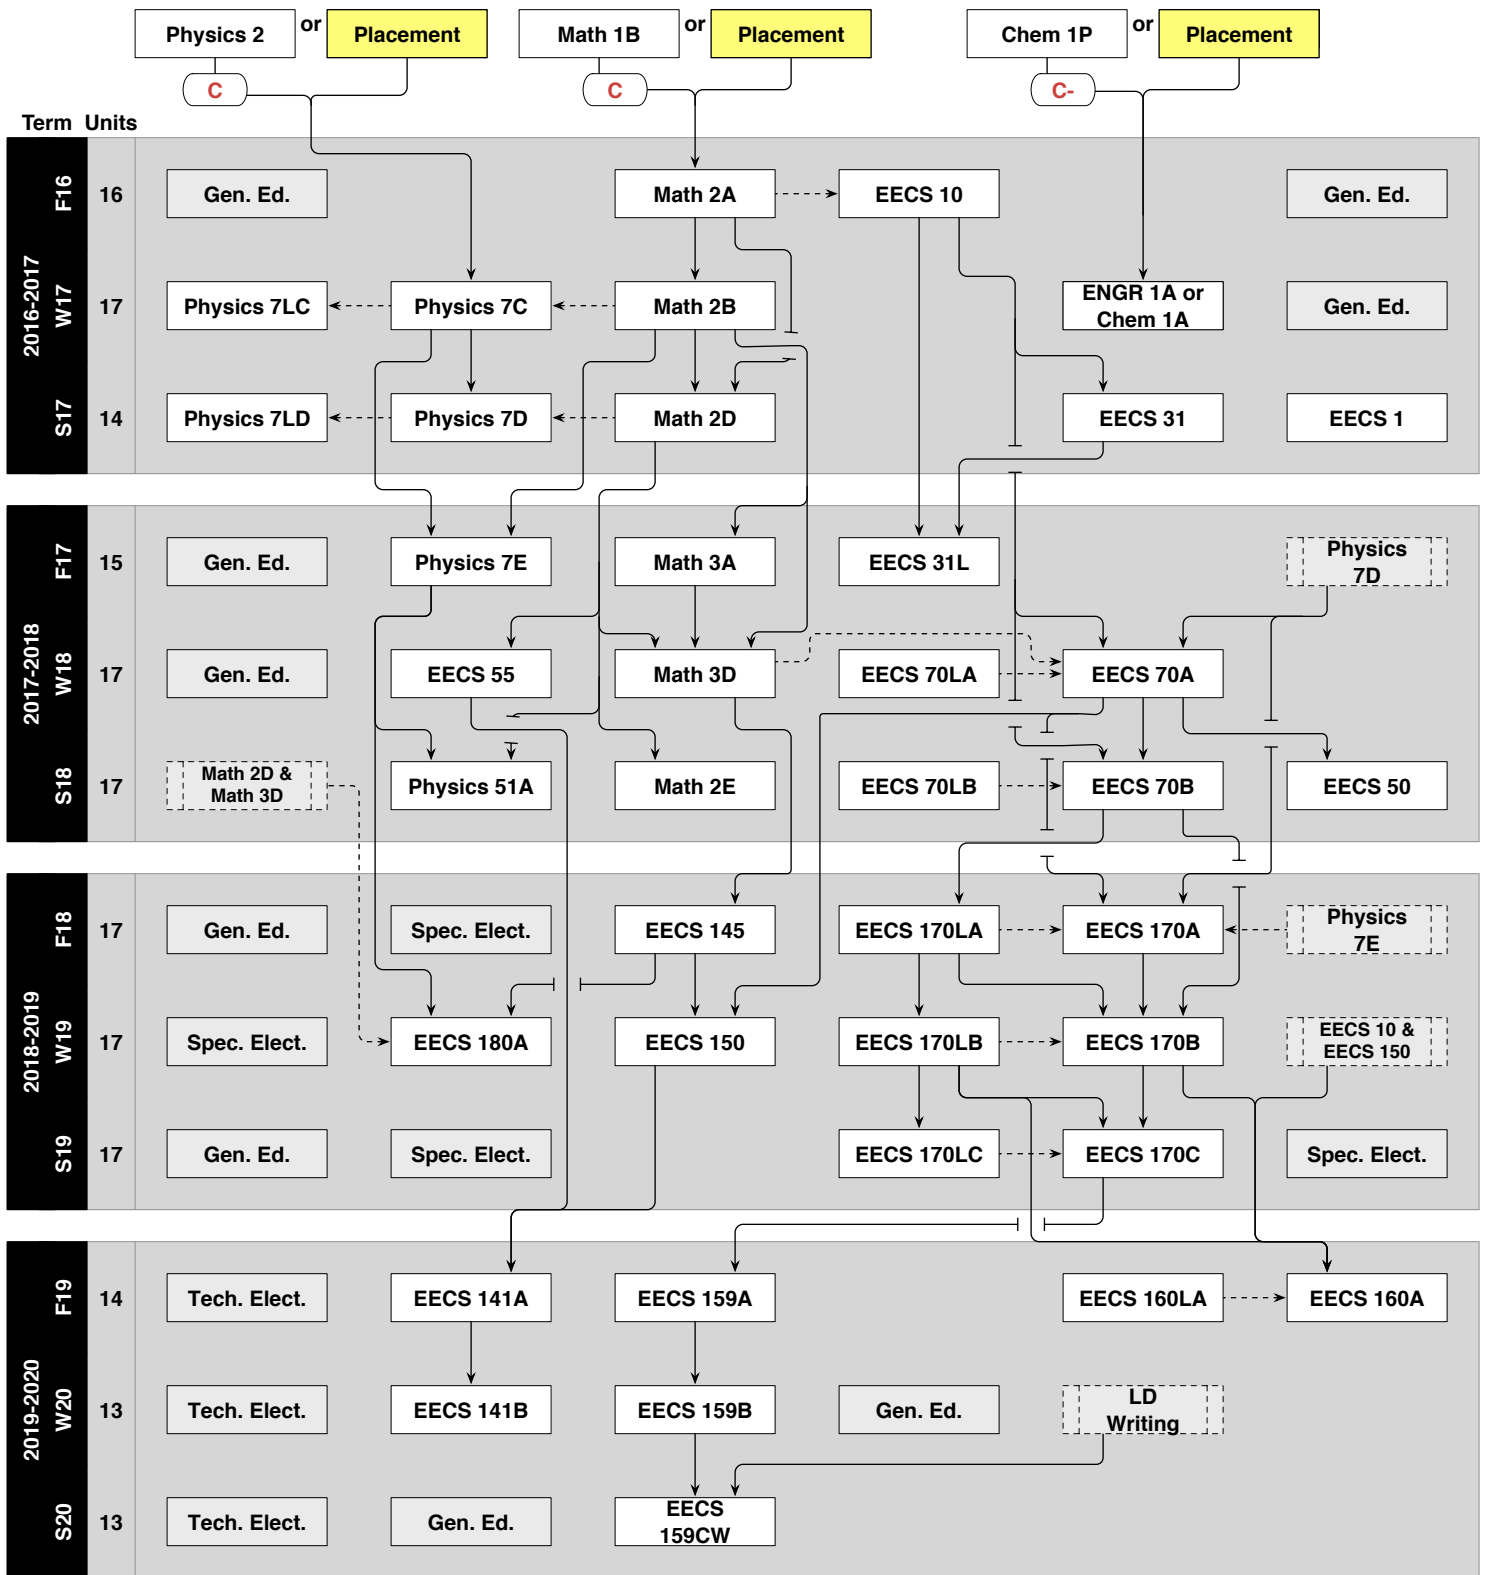 Physics 2 or Placement Math 1B or Placement Chem 1P or Placement
C C C-
Term Units
2016-2017
F16 16 Gen. Ed. Math 2A EECS 10 Gen. Ed.
W17 17 Physics 7LC Physics 7C Math 2B ENGR 1A or
Chem 1A Gen. Ed.
S17 14 Physics 7LD Physics 7D Math 2D EECS 31 EECS 1
2017-2018
F17 15 Gen. Ed. Physics 7E Math 3A EECS 31L Physics
7D
W18 17 Gen. Ed. EECS 55 Math 3D EECS 70LA EECS 70A
S18 17 Math 2D &
Math 3D Physics 51A Math 2E EECS 70LB EECS 70B EECS 50
2018-2019
F18 17 Gen. Ed. Spec. Elect. EECS 145 EECS 170LA EECS 170A Physics
7E
W19 17 Spec. Elect. EECS 180A EECS 150 EECS 170LB EECS 170B EECS 10 &
EECS 150
S19 17 Gen. Ed. Spec. Elect. EECS 170LC EECS 170C Spec. Elect.
2019-2020
F19 14 Tech. Elect. EECS 141A EECS 159A EECS 160LA EECS 160A
W20 13 Tech. Elect. EECS 141B EECS 159B Gen. Ed. LD
Writing
S20 13 Tech. Elect. Gen. Ed. EECS
159CW